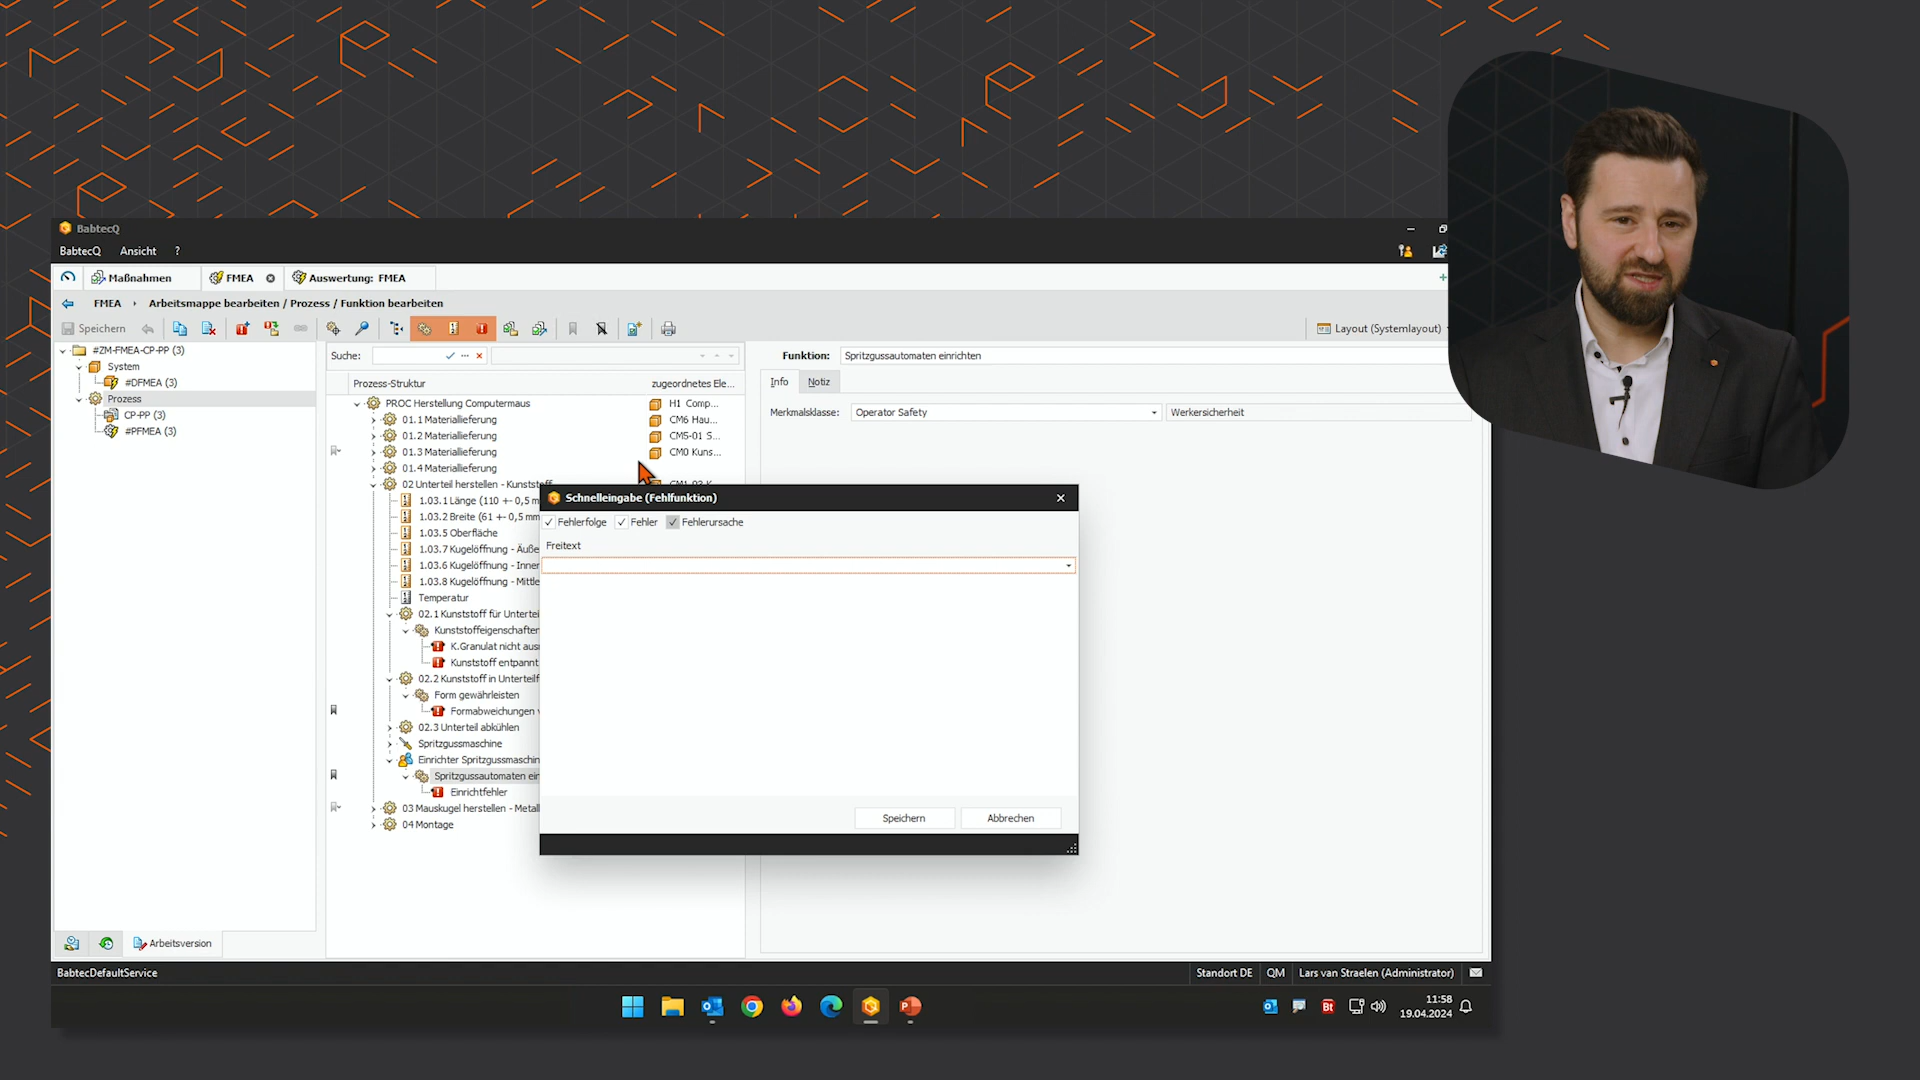 BabtecQ
BabtecQ Ansicht ?
Maßnahmen FMEA Auswertung: FMEA
FMEA Arbeitsmappe bearbeiten / Prozess / Funktion bearbeiten
Speichern Layout (Systemlayout)
#ZM-FMEA-CP-PP (3)
System
#DFMEA (3)
Prozess
CP-PP (3)
#PFMEA (3)
Suche:
Prozess-Struktur zugeordnetes Ele...
PROC Herstellung Computermaus H1 Comp...
01.1 Materiallieferung CM6 Hau...
01.2 Materiallieferung CM5-01 S...
01.3 Materiallieferung CM0 Kuns...
01.4 Materiallieferung
02 Unterteil herstellen - Kunststoff
1.03.1 Länge (110 +- 0,5 m
1.03.2 Breite (61 +- 0,5 mm
1.03.5 Oberfläche
1.03.7 Kugelöffnung - Äuße
1.03.6 Kugelöffnung - Inner
1.03.8 Kugelöffnung - Mittle
Temperatur
02.1 Kunststoff für Unterteil
Kunststoffeigenschaften
K.Granulat nicht aus
Kunststoff entpannt
02.2 Kunststoff in Unterteilf
Form gewährleisten
Formabweichungen v
02.3 Unterteil abkühlen
Spritzgussmaschine
Einrichter Spritzgussmaschin
Spritzgussautomaten ein
Einrichtfehler
03 Mauskugel herstellen - Metal
04 Montage
Funktion: Spritzgussautomaten einrichten
Info Notiz
Merkmalsklasse: Operator Safety Werkersicherheit
Schnelleingabe (Fehlfunktion)
Fehlerfolge Fehler Fehlerursache
Freitext
Speichern Abbrechen
Arbeitsversion
BabtecDefaultService Standort DE QM Lars van Straelen (Administrator)
Bt 11:58
19.04.2024